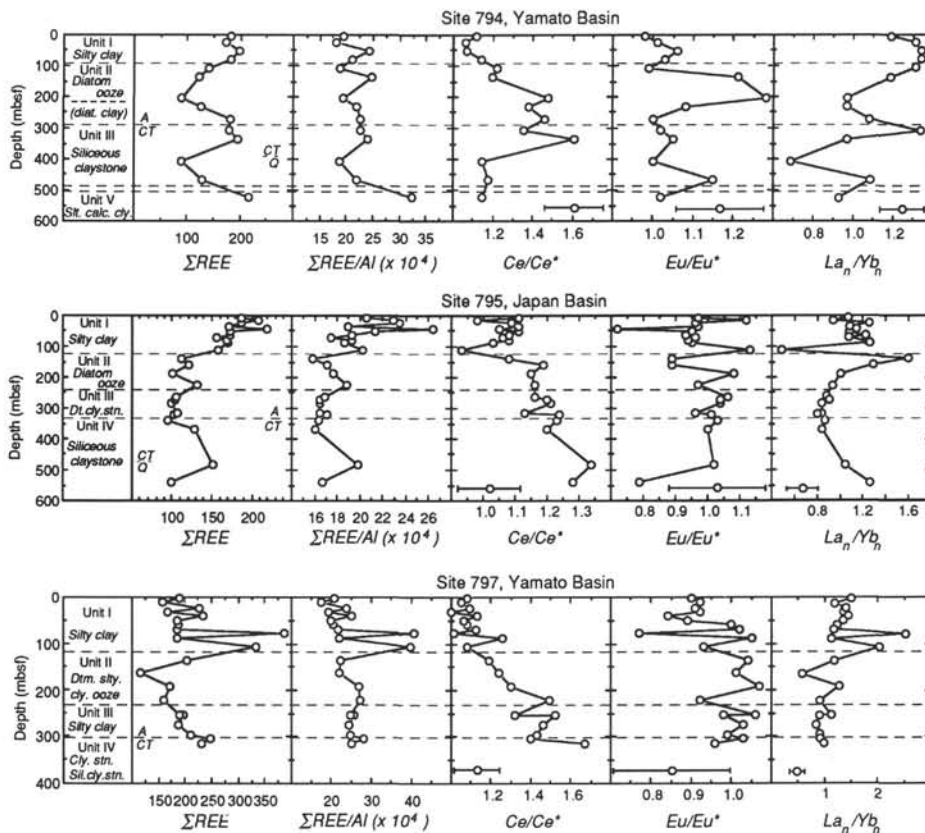 Site 794, Yamato Basin
Depth (mbsf)
0
100
200
300
400
500
600
Unit I
Silty clay
Unit II
Diatom
ooze
(diat. clay)
Unit III
Siliceous
claystone
Unit V
Slt. calc. cly.
A
CT
CT
Q
100 200
ΣREE
15 20 25 30 35
ΣREE/Al (x 10⁴)
1.2 1.4 1.6
Ce/Ce*
1.0 1.1 1.2
Eu/Eu*
0.8 1.0 1.2
Laₙ/Ybₙ
Site 795, Japan Basin
Depth (mbsf)
0
100
200
300
400
500
600
Unit I
Silty clay
Unit II
Diatom
ooze
Unit III
Dt.cly.stn.
Unit IV
Siliceous
claystone
A
CT
CT
Q
100 150 200
ΣREE
16 18 20 22 24 26
ΣREE/Al (x 10⁴)
1.0 1.1 1.2 1.3
Ce/Ce*
0.8 0.9 1.0 1.1
Eu/Eu*
0.8 1.2 1.6
Laₙ/Ybₙ
Site 797, Yamato Basin
Depth (mbsf)
0
100
200
300
400
Unit I
Silty clay
Unit II
Dtm. slty.
cly. ooze
Unit III
Silty clay
Unit IV
Cly. stn.
Sil.cly.stn.
A
CT
150 200 250 300 350
ΣREE
20 30 40
ΣREE/Al (x 10⁴)
1.2 1.4 1.6
Ce/Ce*
0.8 0.9 1.0
Eu/Eu*
1 2
Laₙ/Ybₙ